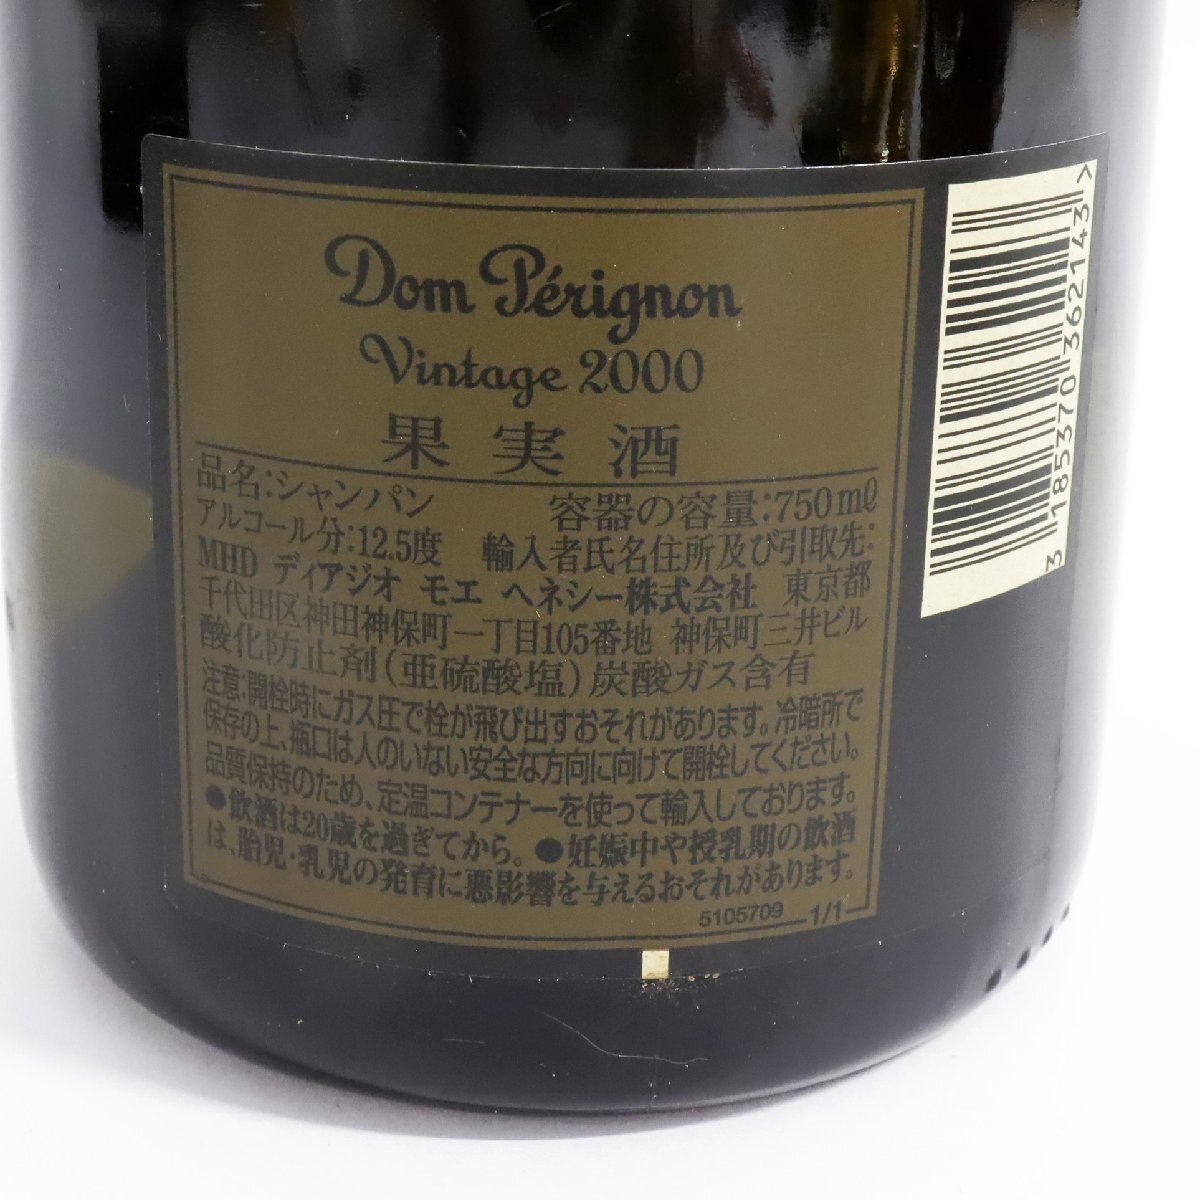 Dom Pérignon
Vintage 2000
果実酒
品名:シャンパン 容器の容量:750mℓ
アルコール分:12.5度 輸入者氏名住所及び引取先:
MHD ディアジオ モエ ヘネシー株式会社 東京都
千代田区神田神保町一丁目105番地 神保町三井ビル
酸化防止剤(亜硫酸塩)炭酸ガス含有
注意:開栓時にガス圧で栓が飛び出すおそれがあります。冷暗所で
保存の上、瓶口は人のいない安全な方向に向けて開栓してください。
品質保持のため、定温コンテナーを使って輸入しております。
●飲酒は20歳を過ぎてから。●妊娠中や授乳期の飲酒
は、胎児・乳児の発育に悪影響を与えるおそれがあります。
5105709 1/1
3 185370 362143 >